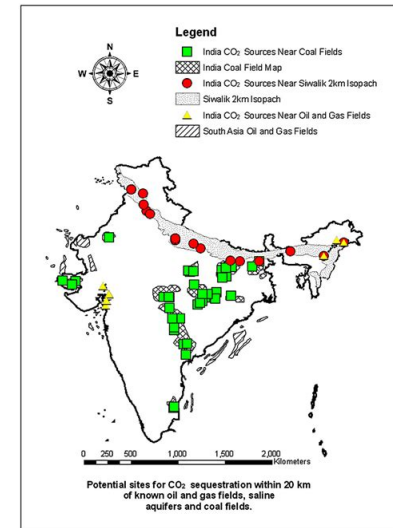 Legend
India CO₂ Sources Near Coal Fields
India Coal Field Map
India CO₂ Sources Near Siwalik 2km Isopach
Siwalik 2km Isopach
India CO₂ Sources Near Oil and Gas Fields
South Asia Oil and Gas Fields
N
W E
S
0 250 500 1,000 1,500 2,000
Kilometers
Potential sites for CO₂ sequestration within 20 km
of known oil and gas fields, saline
aquifers and coal fields.